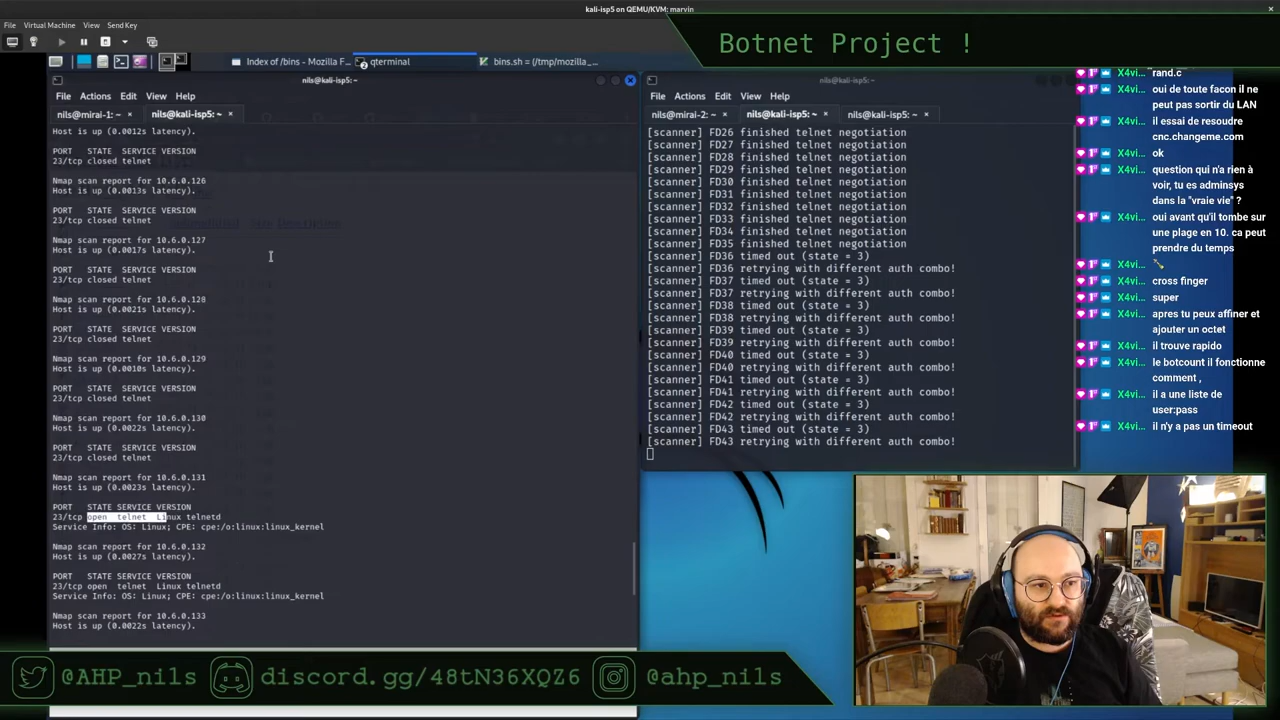 kali-isp5 on QEMU/KVM: marvin
File Virtual Machine View Send Key
Botnet Project !
Index of /bins - Mozilla F...
qterminal
bins.sh = (/tmp/mozilla_...
nils@kali-isp5: ~
File Actions Edit View Help
nils@mirai-1: ~ × nils@kali-isp5: ~ ×
Host is up (0.0012s latency).
PORT STATE SERVICE VERSION
23/tcp closed telnet
Nmap scan report for 10.6.0.126
Host is up (0.0013s latency).
PORT STATE SERVICE VERSION
23/tcp closed telnet
Nmap scan report for 10.6.0.127
Host is up (0.0017s latency).
PORT STATE SERVICE VERSION
23/tcp closed telnet
Nmap scan report for 10.6.0.128
Host is up (0.0021s latency).
PORT STATE SERVICE VERSION
23/tcp closed telnet
Nmap scan report for 10.6.0.129
Host is up (0.0010s latency).
PORT STATE SERVICE VERSION
23/tcp closed telnet
Nmap scan report for 10.6.0.130
Host is up (0.0022s latency).
PORT STATE SERVICE VERSION
23/tcp closed telnet
Nmap scan report for 10.6.0.131
Host is up (0.0023s latency).
PORT STATE SERVICE VERSION
23/tcp open telnet Linux telnetd
Service Info: OS: Linux; CPE: cpe:/o:linux:linux_kernel
Nmap scan report for 10.6.0.132
Host is up (0.0027s latency).
PORT STATE SERVICE VERSION
23/tcp open telnet Linux telnetd
Service Info: OS: Linux; CPE: cpe:/o:linux:linux_kernel
Nmap scan report for 10.6.0.133
Host is up (0.0022s latency).
nils@kali-isp5: ~
File Actions Edit View Help
nils@mirai-2: ~ × nils@kali-isp5: ~ × nils@kali-isp5: ~ ×
[scanner] FD26 finished telnet negotiation
[scanner] FD27 finished telnet negotiation
[scanner] FD28 finished telnet negotiation
[scanner] FD29 finished telnet negotiation
[scanner] FD30 finished telnet negotiation
[scanner] FD31 finished telnet negotiation
[scanner] FD32 finished telnet negotiation
[scanner] FD33 finished telnet negotiation
[scanner] FD34 finished telnet negotiation
[scanner] FD35 finished telnet negotiation
[scanner] FD36 timed out (state = 3)
[scanner] FD36 retrying with different auth combo!
[scanner] FD37 timed out (state = 3)
[scanner] FD37 retrying with different auth combo!
[scanner] FD38 timed out (state = 3)
[scanner] FD38 retrying with different auth combo!
[scanner] FD39 timed out (state = 3)
[scanner] FD39 retrying with different auth combo!
[scanner] FD40 timed out (state = 3)
[scanner] FD40 retrying with different auth combo!
[scanner] FD41 timed out (state = 3)
[scanner] FD41 retrying with different auth combo!
[scanner] FD42 timed out (state = 3)
[scanner] FD42 retrying with different auth combo!
[scanner] FD43 timed out (state = 3)
[scanner] FD43 retrying with different auth combo!
X4vi... rand.c
X4vi... oui de toute facon il ne
peut pas sortir du LAN
X4vi... il essai de resoudre
cnc.changeme.com
X4vi... ok
X4vi... question qui n'a rien à
voir, tu es adminsys
dans la "vraie vie" ?
X4vi... oui avant qu'il tombe sur
une plage en 10. ca peut
prendre du temps
X4vi...
X4vi... cross finger
X4vi... super
X4vi... apres tu peux affiner et
ajouter un octet
X4vi... il trouve rapido
X4vi... le botcount il fonctionne
comment ,
X4vi... il a une liste de
user:pass
X4vi... il n'y a pas un timeout
@AHP_nils
discord.gg/48tN36XQZ6
@ahp_nils